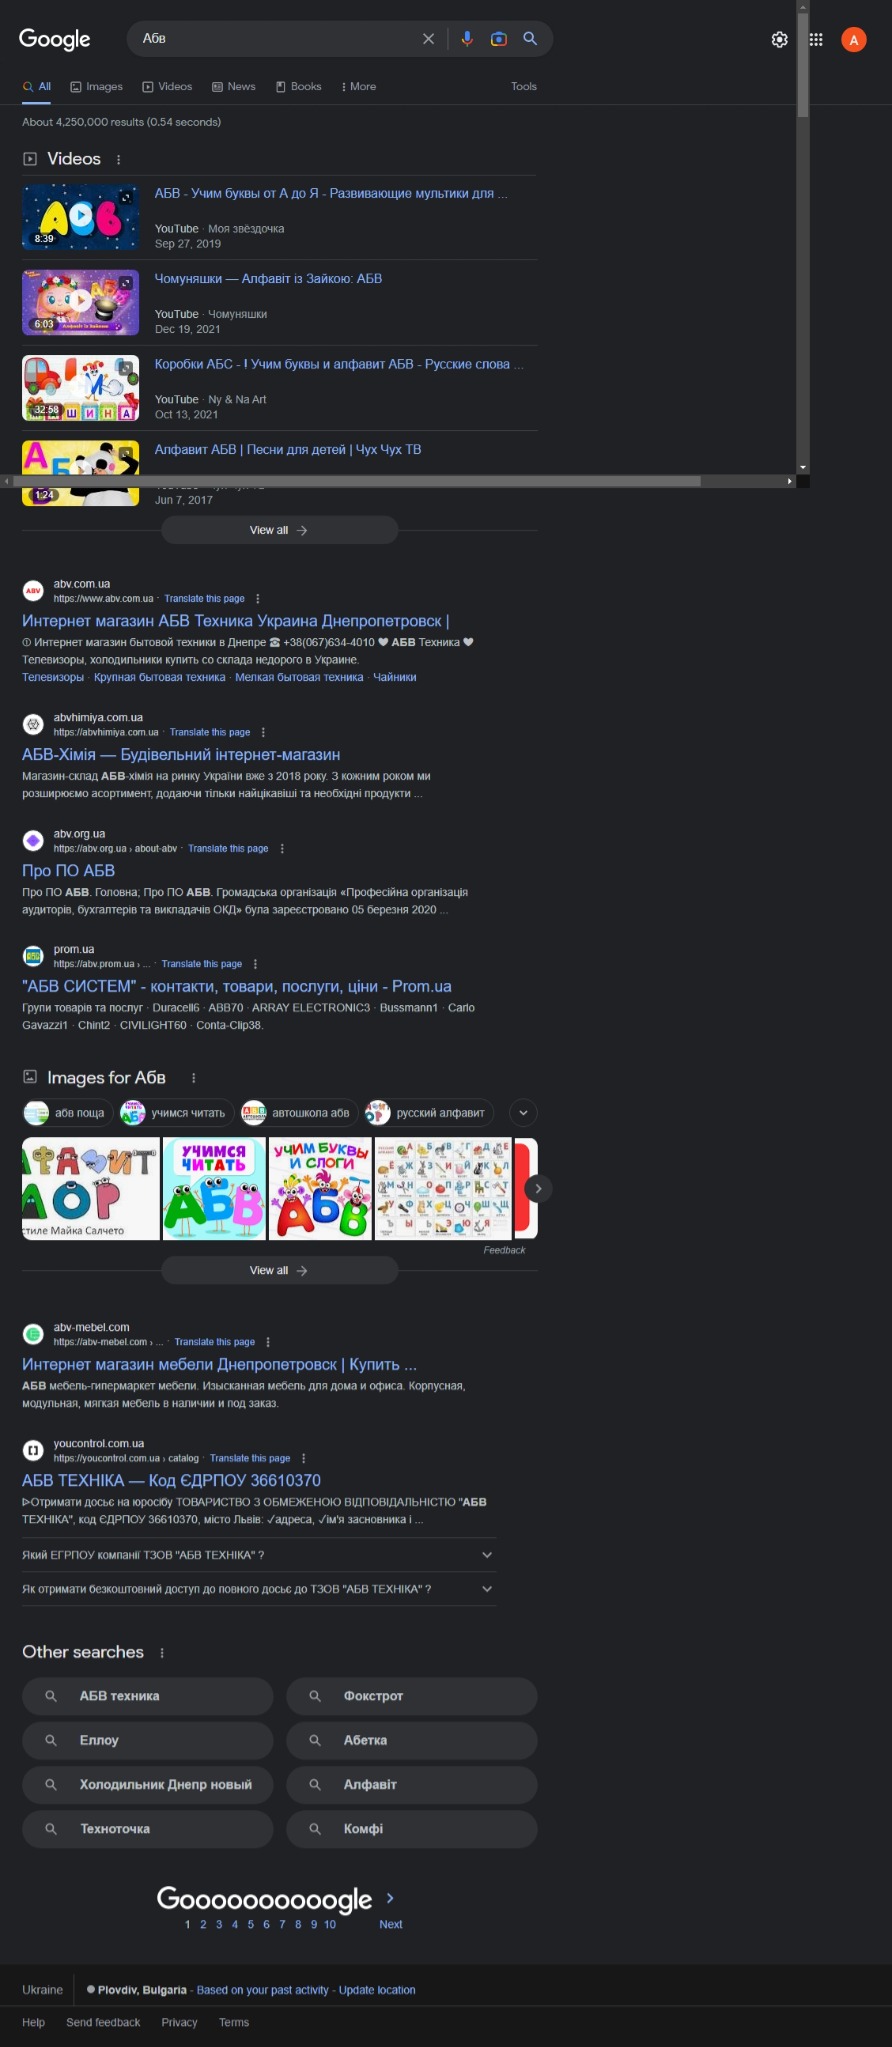 Google
Абв
A
All
Images
Videos
News
Books
More
Tools
About 4,250,000 results (0.54 seconds)
Videos
АБВ
8:39
АБВ - Учим буквы от А до Я - Развивающие мультики для ...
YouTube · Моя звёздочка
Sep 27, 2019
6:03
Алфавіт із Зайкою
Чомуняшки — Алфавіт із Зайкою: АБВ
YouTube · Чомуняшки
Dec 19, 2021
32:58
ШИНА
Коробки АБС - ! Учим буквы и алфавит АБВ - Русские слова ...
YouTube · Ny & Na Art
Oct 13, 2021
АБ
1:24
Алфавит АБВ | Песни для детей | Чух Чух ТВ
Jun 7, 2017
View all
ABV
abv.com.ua
https://www.abv.com.ua · Translate this page
Интернет магазин АБВ Техника Украина Днепропетровск |
① Интернет магазин бытовой техники в Днепре ☎ +38(067)634-4010 ❤ АБВ Техника ❤
Телевизоры, холодильники купить со склада недорого в Украине.
Телевизоры · Крупная бытовая техника · Мелкая бытовая техника · Чайники
abvhimiya.com.ua
https://abvhimiya.com.ua · Translate this page
АБВ-Хімія — Будівельний інтернет-магазин
Магазин-склад АБВ-хімія на ринку України вже з 2018 року. З кожним роком ми
розширюємо асортимент, додаючи тільки найцікавіші та необхідні продукти ...
abv.org.ua
https://abv.org.ua › about-abv · Translate this page
Про ПО АБВ
Про ПО АБВ. Головна; Про ПО АБВ. Громадська організація «Професійна організація
аудиторів, бухгалтерів та викладачів ОКД» була зареєстровано 05 березня 2020 ...
prom.ua
https://abv.prom.ua › ... · Translate this page
"АБВ СИСТЕМ" - контакти, товари, послуги, ціни - Prom.ua
Групи товарів та послуг · Duracell6 · ABB70 · ARRAY ELECTRONIC3 · Bussmann1 · Carlo
Gavazzi1 · Chint2 · CIVILIGHT60 · Conta-Clip38.
Images for Абв
абв поща
учимся читать
автошкола абв
русский алфавит
стиле Майка Салчето
УЧИМСЯ
ЧИТАТЬ
АБВ
УЧИМ БУКВЫ
И СЛОГИ
АБВ
Feedback
View all
abv-mebel.com
https://abv-mebel.com › ... · Translate this page
Интернет магазин мебели Днепропетровск | Купить ...
АБВ мебель-гипермаркет мебели. Изысканная мебель для дома и офиса. Корпусная,
модульная, мягкая мебель в наличии и под заказ.
youcontrol.com.ua
https://youcontrol.com.ua › catalog · Translate this page
АБВ ТЕХНІКА — Код ЄДРПОУ 36610370
ᐉОтримати досьє на юросібу ТОВАРИСТВО З ОБМЕЖЕНОЮ ВІДПОВІДАЛЬНІСТЮ "АБВ
ТЕХНІКА", код ЄДРПОУ 36610370, місто Львів: ✓адреса, ✓ім'я засновника і ...
Який ЕГРПОУ компанії ТЗОВ "АБВ ТЕХНІКА" ?
Як отримати безкоштовний доступ до повного досьє до ТЗОВ "АБВ ТЕХНІКА" ?
Other searches
АБВ техника
Фокстрот
Еллоу
Абетка
Холодильник Днепр новый
Алфавіт
Техноточка
Комфі
Goooooooooogle
1 2 3 4 5 6 7 8 9 10 Next
Ukraine
Plovdiv, Bulgaria - Based on your past activity - Update location
Help Send feedback Privacy Terms